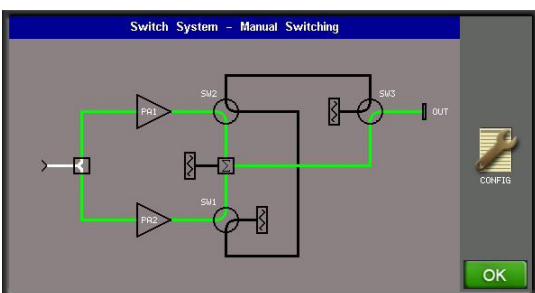 Switch System - Manual Switching
SW2
SW3
PA1
OUT
Σ
CONFIG
SW1
PA2
OK